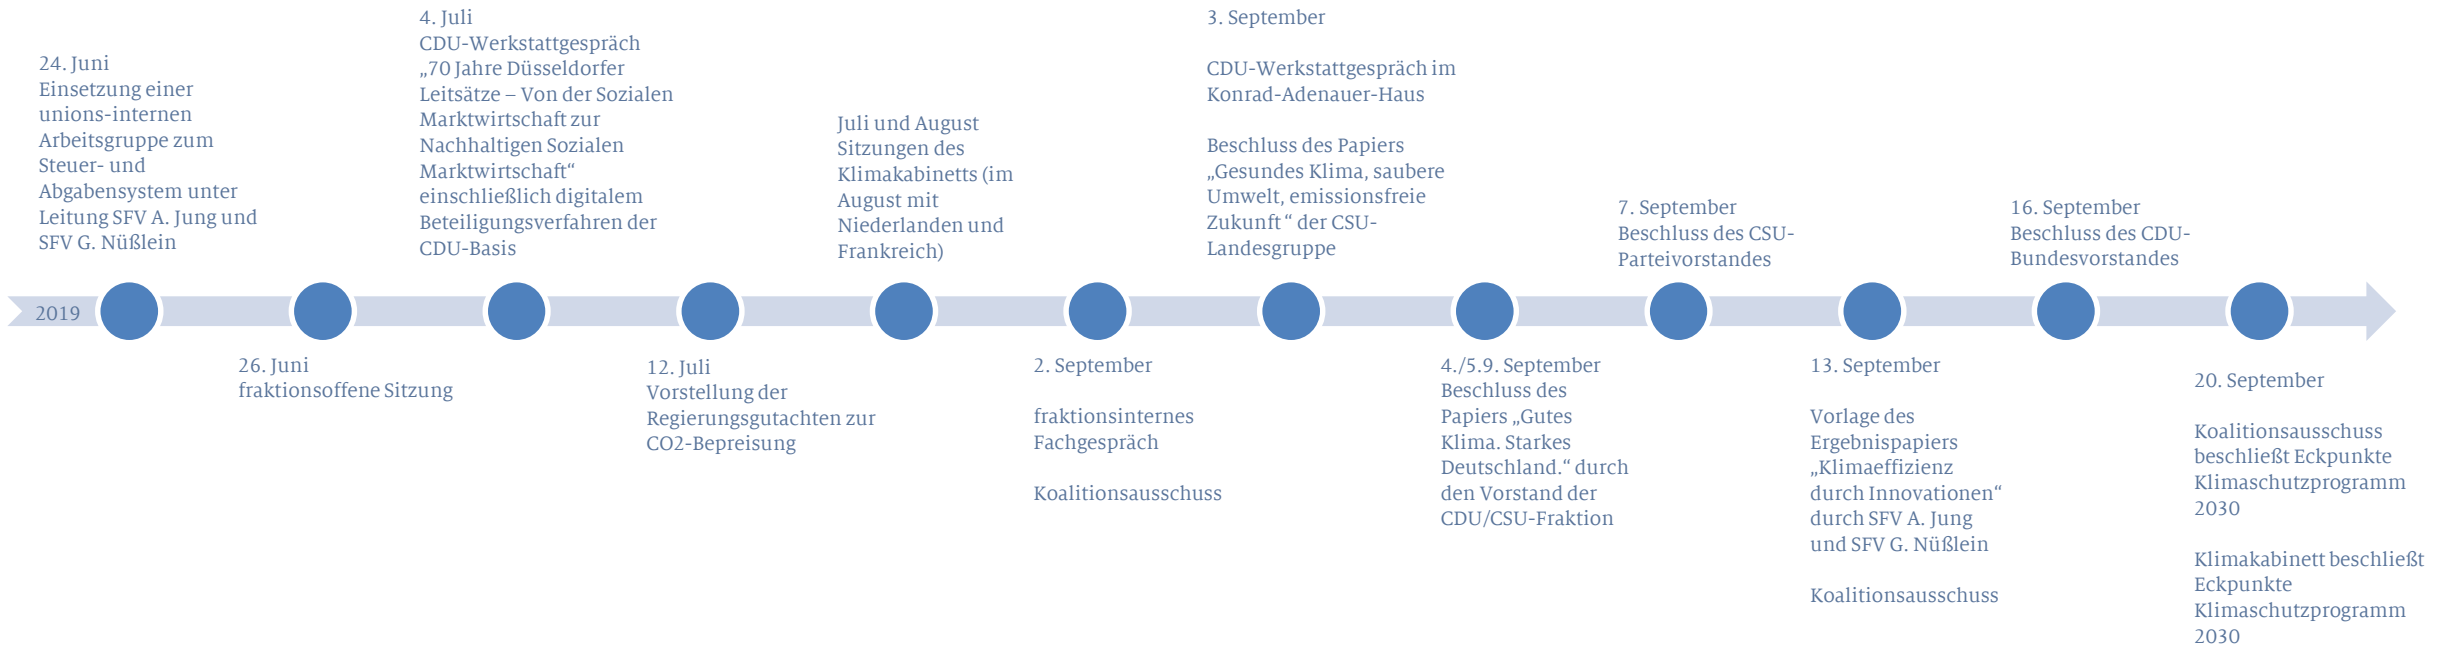 2019
24. Juni
Einsetzung einer
unions-internen
Arbeitsgruppe zum
Steuer- und
Abgabensystem unter
Leitung SFV A. Jung und
SFV G. Nüßlein
26. Juni
fraktionsoffene Sitzung
4. Juli
CDU-Werkstattgespräch
„70 Jahre Düsseldorfer
Leitsätze – Von der Sozialen
Marktwirtschaft zur
Nachhaltigen Sozialen
Marktwirtschaft“
einschließlich digitalem
Beteiligungsverfahren der
CDU-Basis
12. Juli
Vorstellung der
Regierungsgutachten zur
CO2-Bepreisung
Juli und August
Sitzungen des
Klimakabinetts (im
August mit
Niederlanden und
Frankreich)
2. September
fraktionsinternes
Fachgespräch
Koalitionsausschuss
3. September
CDU-Werkstattgespräch im
Konrad-Adenauer-Haus
Beschluss des Papiers
„Gesundes Klima, saubere
Umwelt, emissionsfreie
Zukunft“ der CSU-
Landesgruppe
4./5.9. September
Beschluss des
Papiers „Gutes
Klima. Starkes
Deutschland.“ durch
den Vorstand der
CDU/CSU-Fraktion
7. September
Beschluss des CSU-
Parteivorstandes
13. September
Vorlage des
Ergebnispapiers
„Klimaeffizienz
durch Innovationen“
durch SFV A. Jung
und SFV G. Nüßlein
Koalitionsausschuss
16. September
Beschluss des CDU-
Bundesvorstandes
20. September
Koalitionsausschuss
beschließt Eckpunkte
Klimaschutzprogramm
2030
Klimakabinett beschließt
Eckpunkte
Klimaschutzprogramm
2030